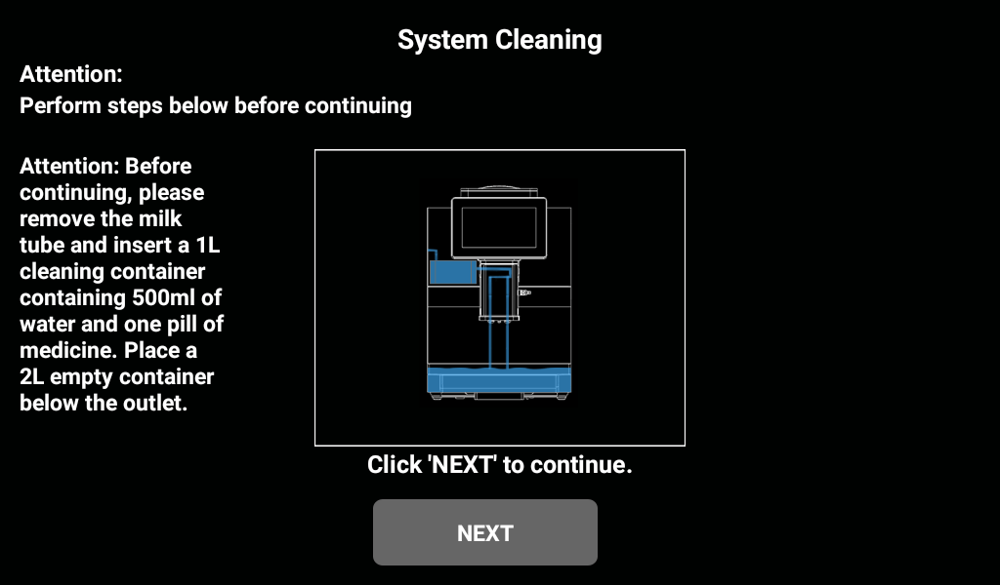 System Cleaning
Attention:
Perform steps below before continuing
Attention: Before
continuing, please
remove the milk
tube and insert a 1L
cleaning container
containing 500ml of
water and one pill of
medicine. Place a
2L empty container
below the outlet.
Click 'NEXT' to continue.
NEXT